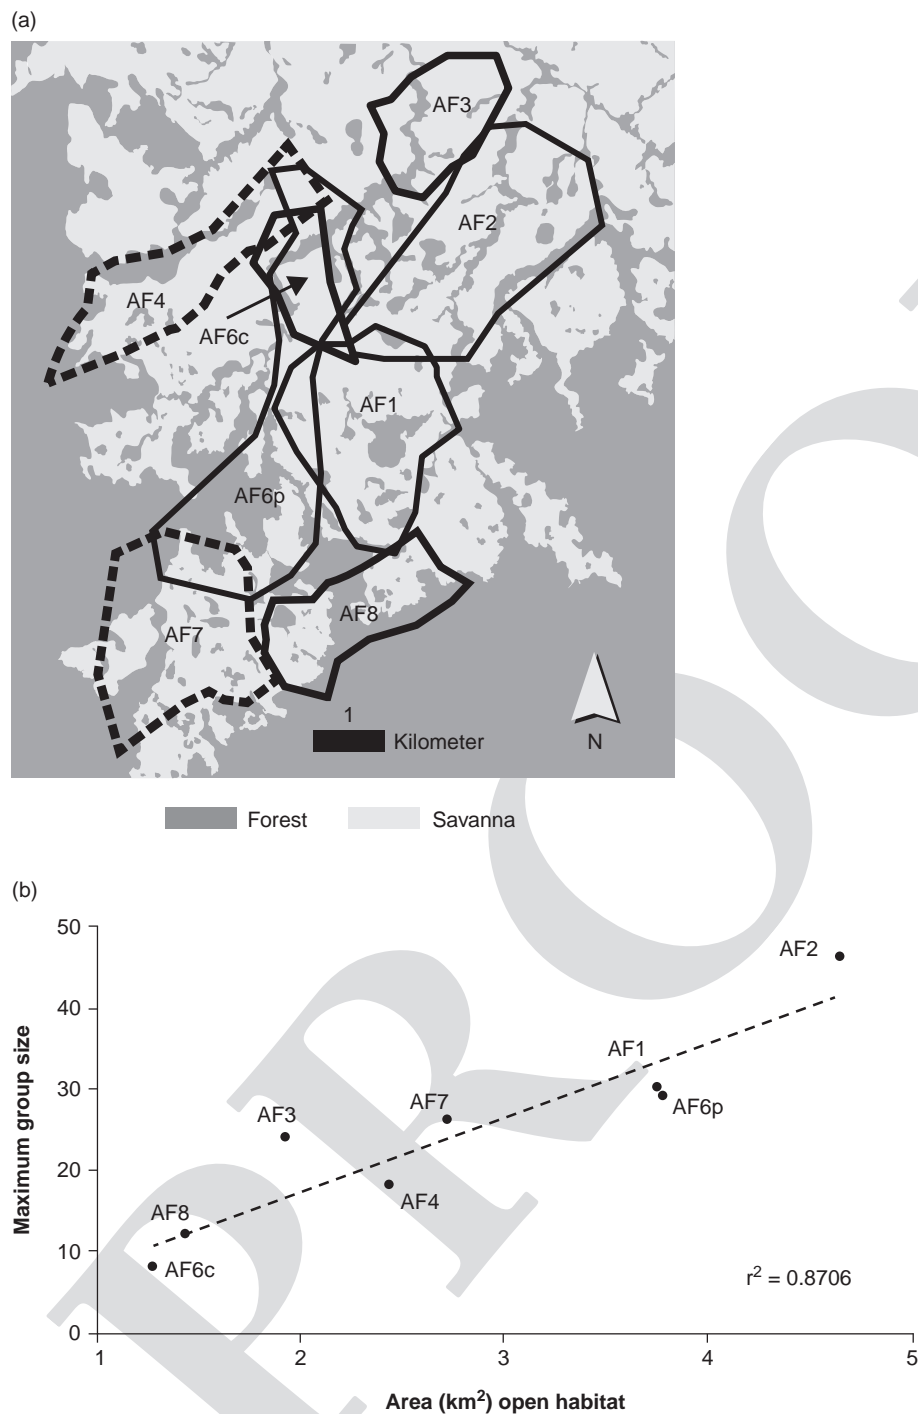 (a)
AF3
AF2
AF4
AF6c
AF1
AF6p
AF8
AF7
1
Kilometer
N
Forest
Savanna
(b)
50
40
30
20
10
0
Maximum group size
AF2
AF1
AF6p
AF7
AF3
AF4
AF8
AF6c
r² = 0.8706
1 2 3 4 5
Area (km²) open habitat
PROO